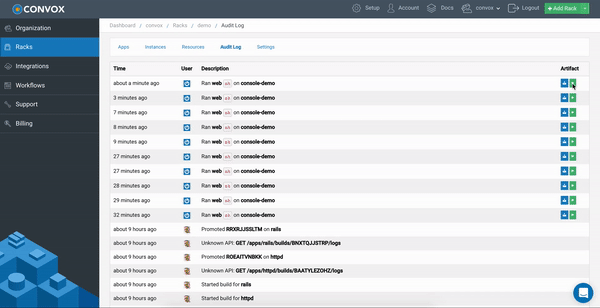 CONVOX
Setup Account Docs convox Logout + Add Rack
Dashboard / convox / Racks / demo / Audit Log
Organization
Racks
Integrations
Workflows
Support
Billing
Apps Instances Resources Audit Log Settings
Time User Description Artifact
about a minute ago Ran web sh on console-demo
3 minutes ago Ran web sh on console-demo
7 minutes ago Ran web sh on console-demo
8 minutes ago Ran web sh on console-demo
9 minutes ago Ran web sh on console-demo
27 minutes ago Ran web sh on console-demo
27 minutes ago Ran web sh on console-demo
28 minutes ago Ran web sh on console-demo
29 minutes ago Ran web sh on console-demo
32 minutes ago Ran web sh on console-demo
about 9 hours ago Promoted RRXRJJSSLTM on rails
about 9 hours ago Unknown API: GET /apps/rails/builds/BNXTQJJSTRP/logs
about 9 hours ago Promoted ROEAITVNBKK on httpd
about 9 hours ago Unknown API: GET /apps/httpd/builds/BAATYLEZOHZ/logs
about 9 hours ago Started build for rails
about 9 hours ago Started build for httpd